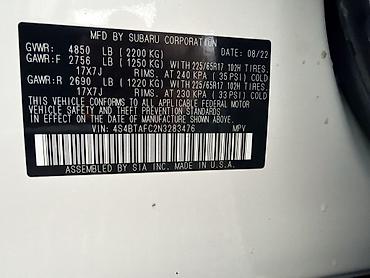 MFD BY SUBARU CORPORATION
GVWR: 4850 LB (2200 KG) DATE: 08/22
GAWR:F 2756 LB (1250 KG) WITH 225/65R17 102H TIRES
17X7J RIMS. AT 240 KPA (35 PSI) COLD
GAWR:R 2690 LB (1220 KG) WITH 225/65R17 102H TIRES
17X7J RIMS. AT 230 KPA (33 PSI) COLD
THIS VEHICLE CONFORMS TO ALL APPLICABLE FEDERAL MOTOR
VEHICLE SAFETY, BUMPER, AND THEFT PREVENTION STANDARDS
IN EFFECT ON THE DATE OF MANUFACTURE SHOWN ABOVE.
VIN: 4S4BTAFC2N3283476 MPV
ASSEMBLED BY SIA INC. MADE IN U.S.A.